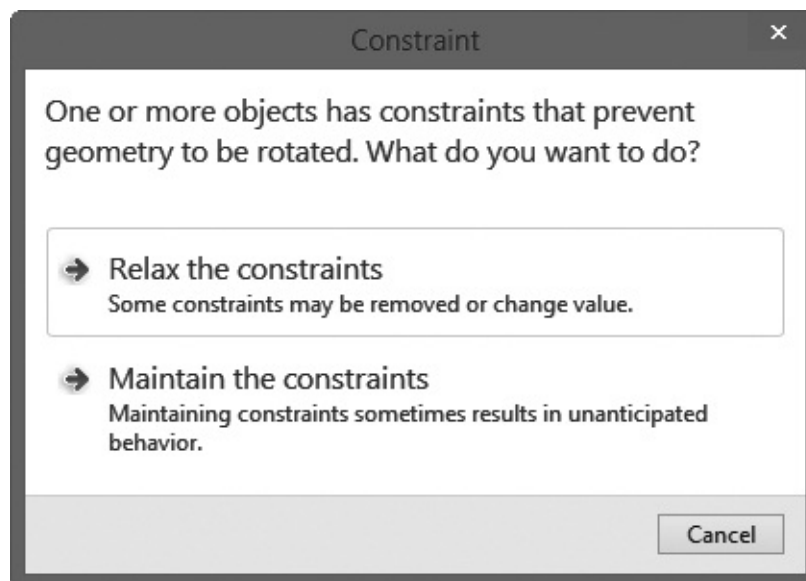 Constraint
One or more objects has constraints that prevent
geometry to be rotated. What do you want to do?
Relax the constraints
Some constraints may be removed or change value.
Maintain the constraints
Maintaining constraints sometimes results in unanticipated
behavior.
Cancel